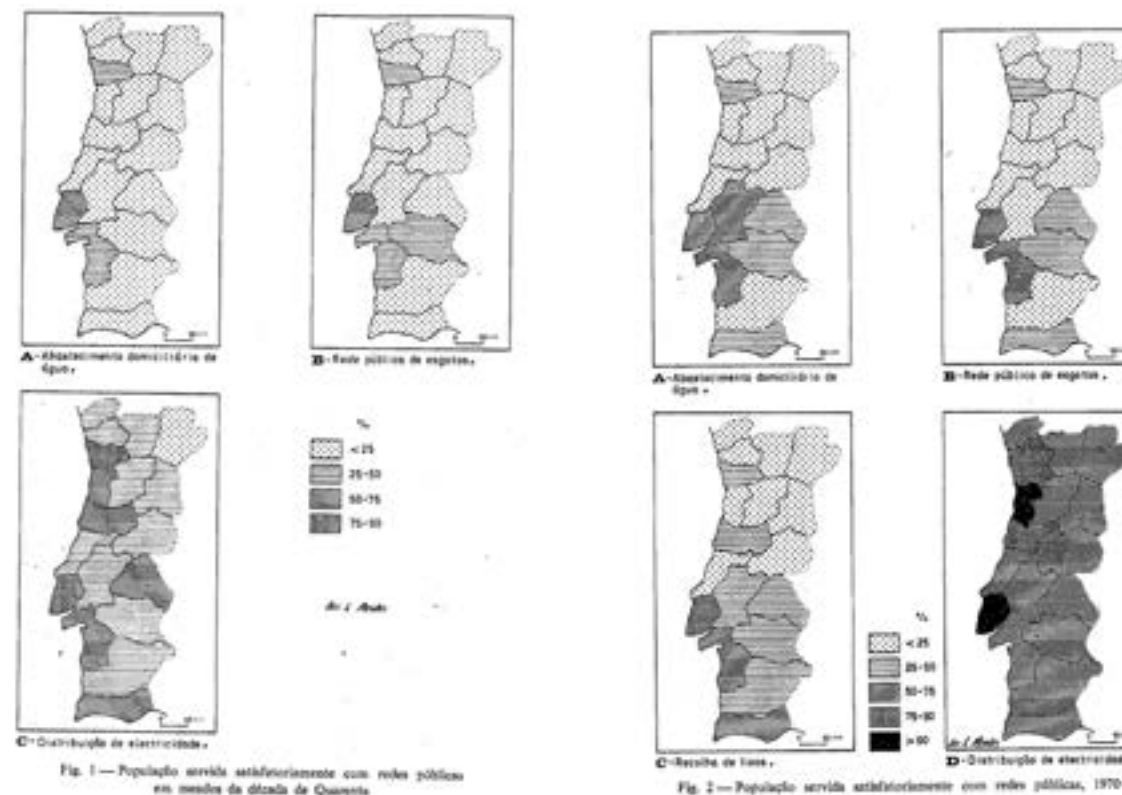 A-Abastecimento domiciliário de
água.
B-Rede pública de esgotos.
C-Distribuição de electricidade.
%
<25
25-50
50-75
75-90
Fig. 1 — População servida satisfatoriamente com redes públicas
em meados da década de Quarenta
A-Abastecimento domiciliário de
água.
B-Rede pública de esgotos.
C-Recolha de lixos.
%
<25
25-50
50-75
75-90
>90
D-Distribuição de electricidade
Fig. 2 — População servida satisfatoriamente com redes públicas, 1970